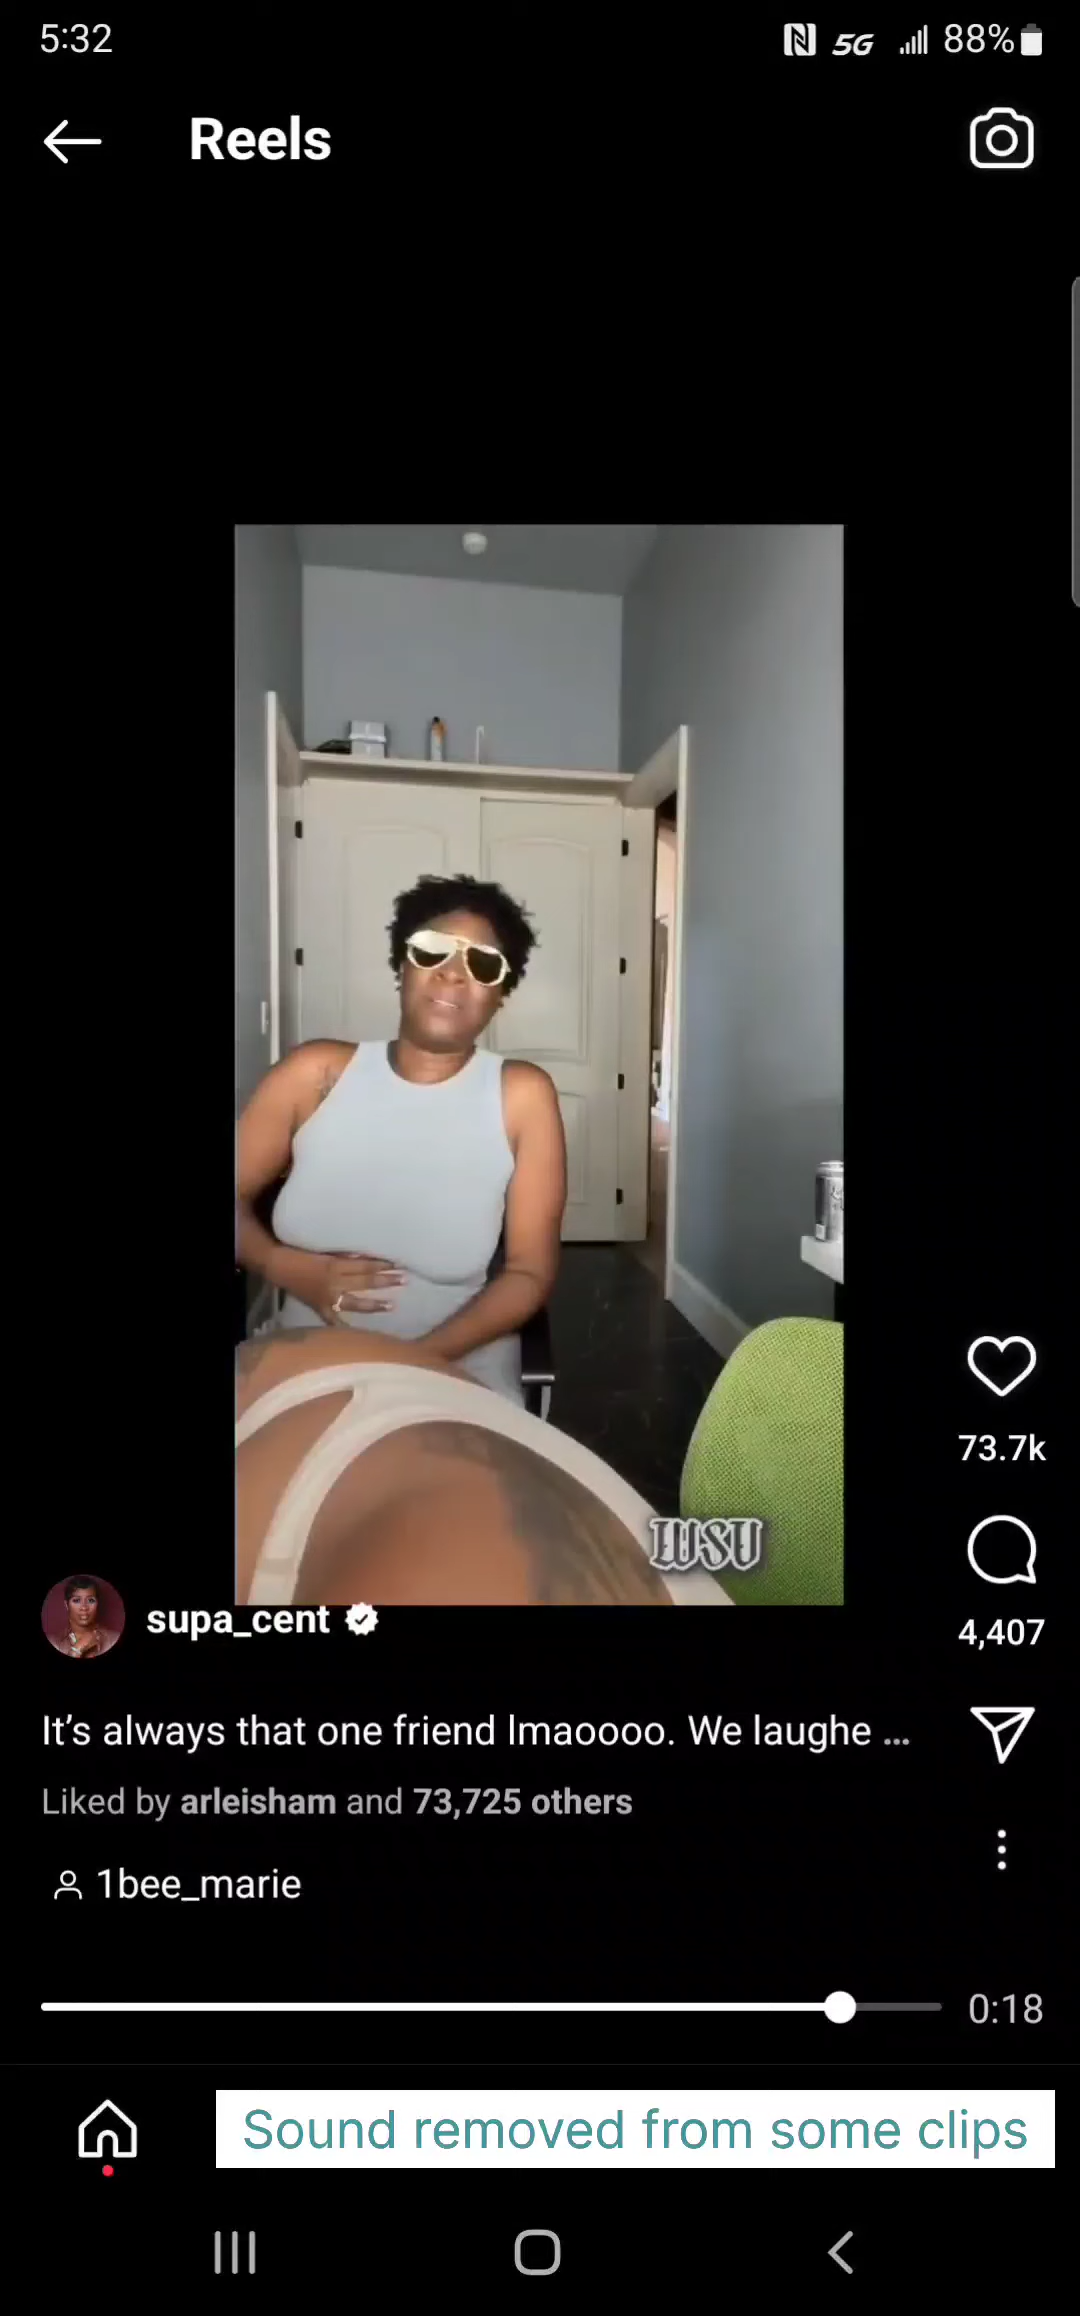 5:32
5G
88%
Reels
WSU
supa_cent
73.7k
4,407
It’s always that one friend lmaoooo. We laughe ...
Liked by arleisham and 73,725 others
1bee_marie
0:18
Sound removed from some clips